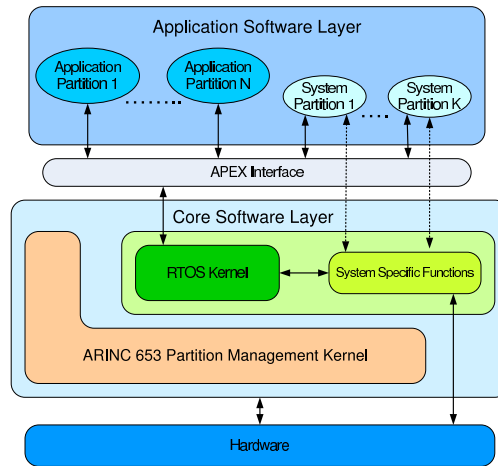 Application Software Layer
Application
Partition 1
Application
Partition N
System
Partition 1
System
Partition K
APEX Interface
Core Software Layer
RTOS Kernel
System Specific Functions
ARINC 653 Partition Management Kernel
Hardware